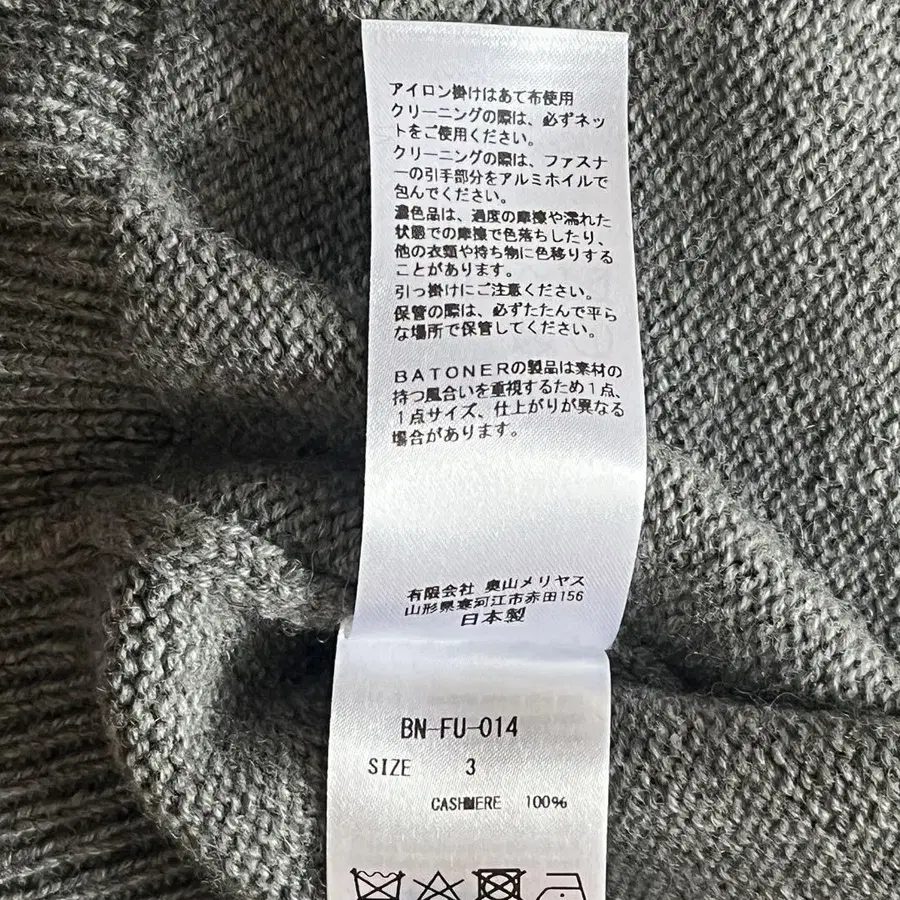 アイロン掛けはあて布使用
クリーニングの際は、必ずネッ
トをご使用ください。
クリーニングの際は、ファスナ
ーの引手部分をアルミホイルで
包んでください。
濃色品は、過度の摩擦や濡れた
状態での摩擦で色落ちしたり、
他の衣類や持ち物に色移りする
ことがあります。
引っ掛けにご注意ください。
保管の際は、必ずたたんで平ら
な場所で保管してください。
BATONERの製品は素材の
持つ風合いを重視するため1点、
1点サイズ、仕上がりが異なる
場合があります。
有限会社 奥山メリヤス
山形県寒河江市赤田156
日本製
BN-FU-014
SIZE 3
CASHMERE 100%